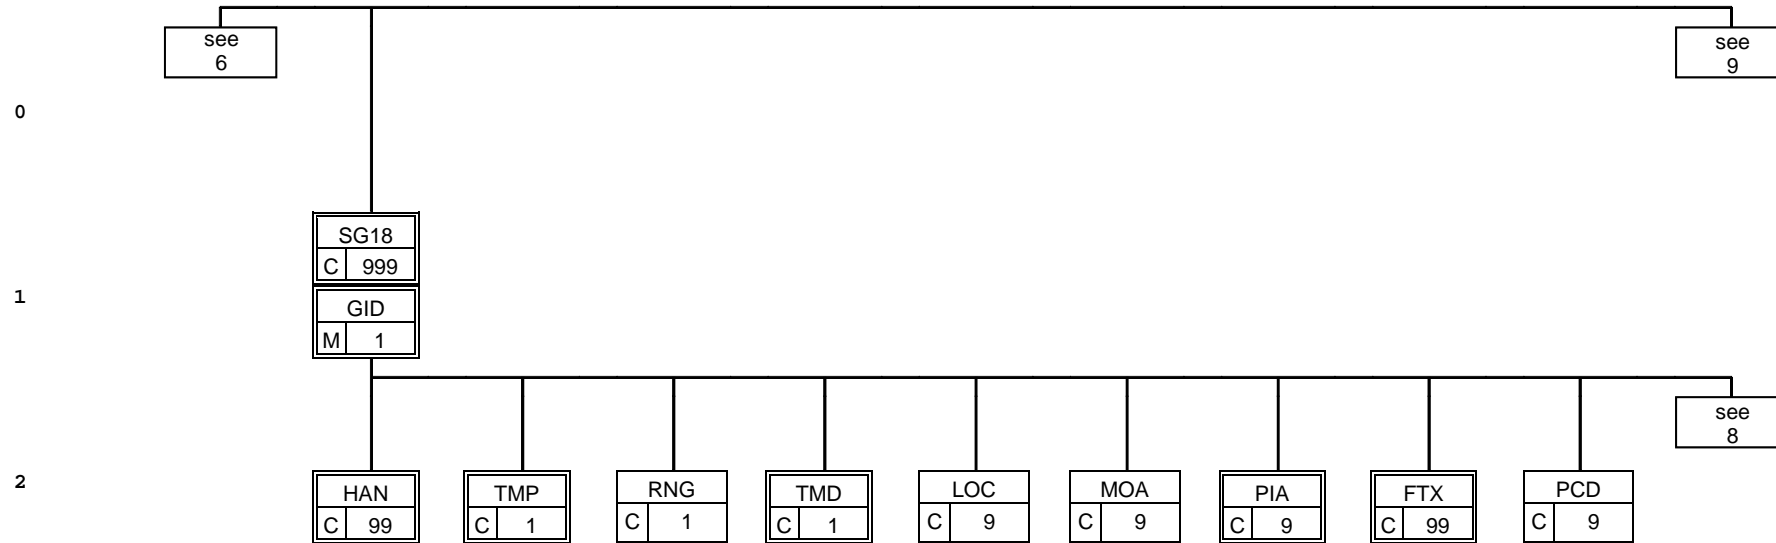 see
6
see
9
0
SG18
C 999
1
GID
M 1
see
8
2
HAN
C 99
TMP
C 1
RNG
C 1
TMD
C 1
LOC
C 9
MOA
C 9
PIA
C 9
FTX
C 99
PCD
C 9